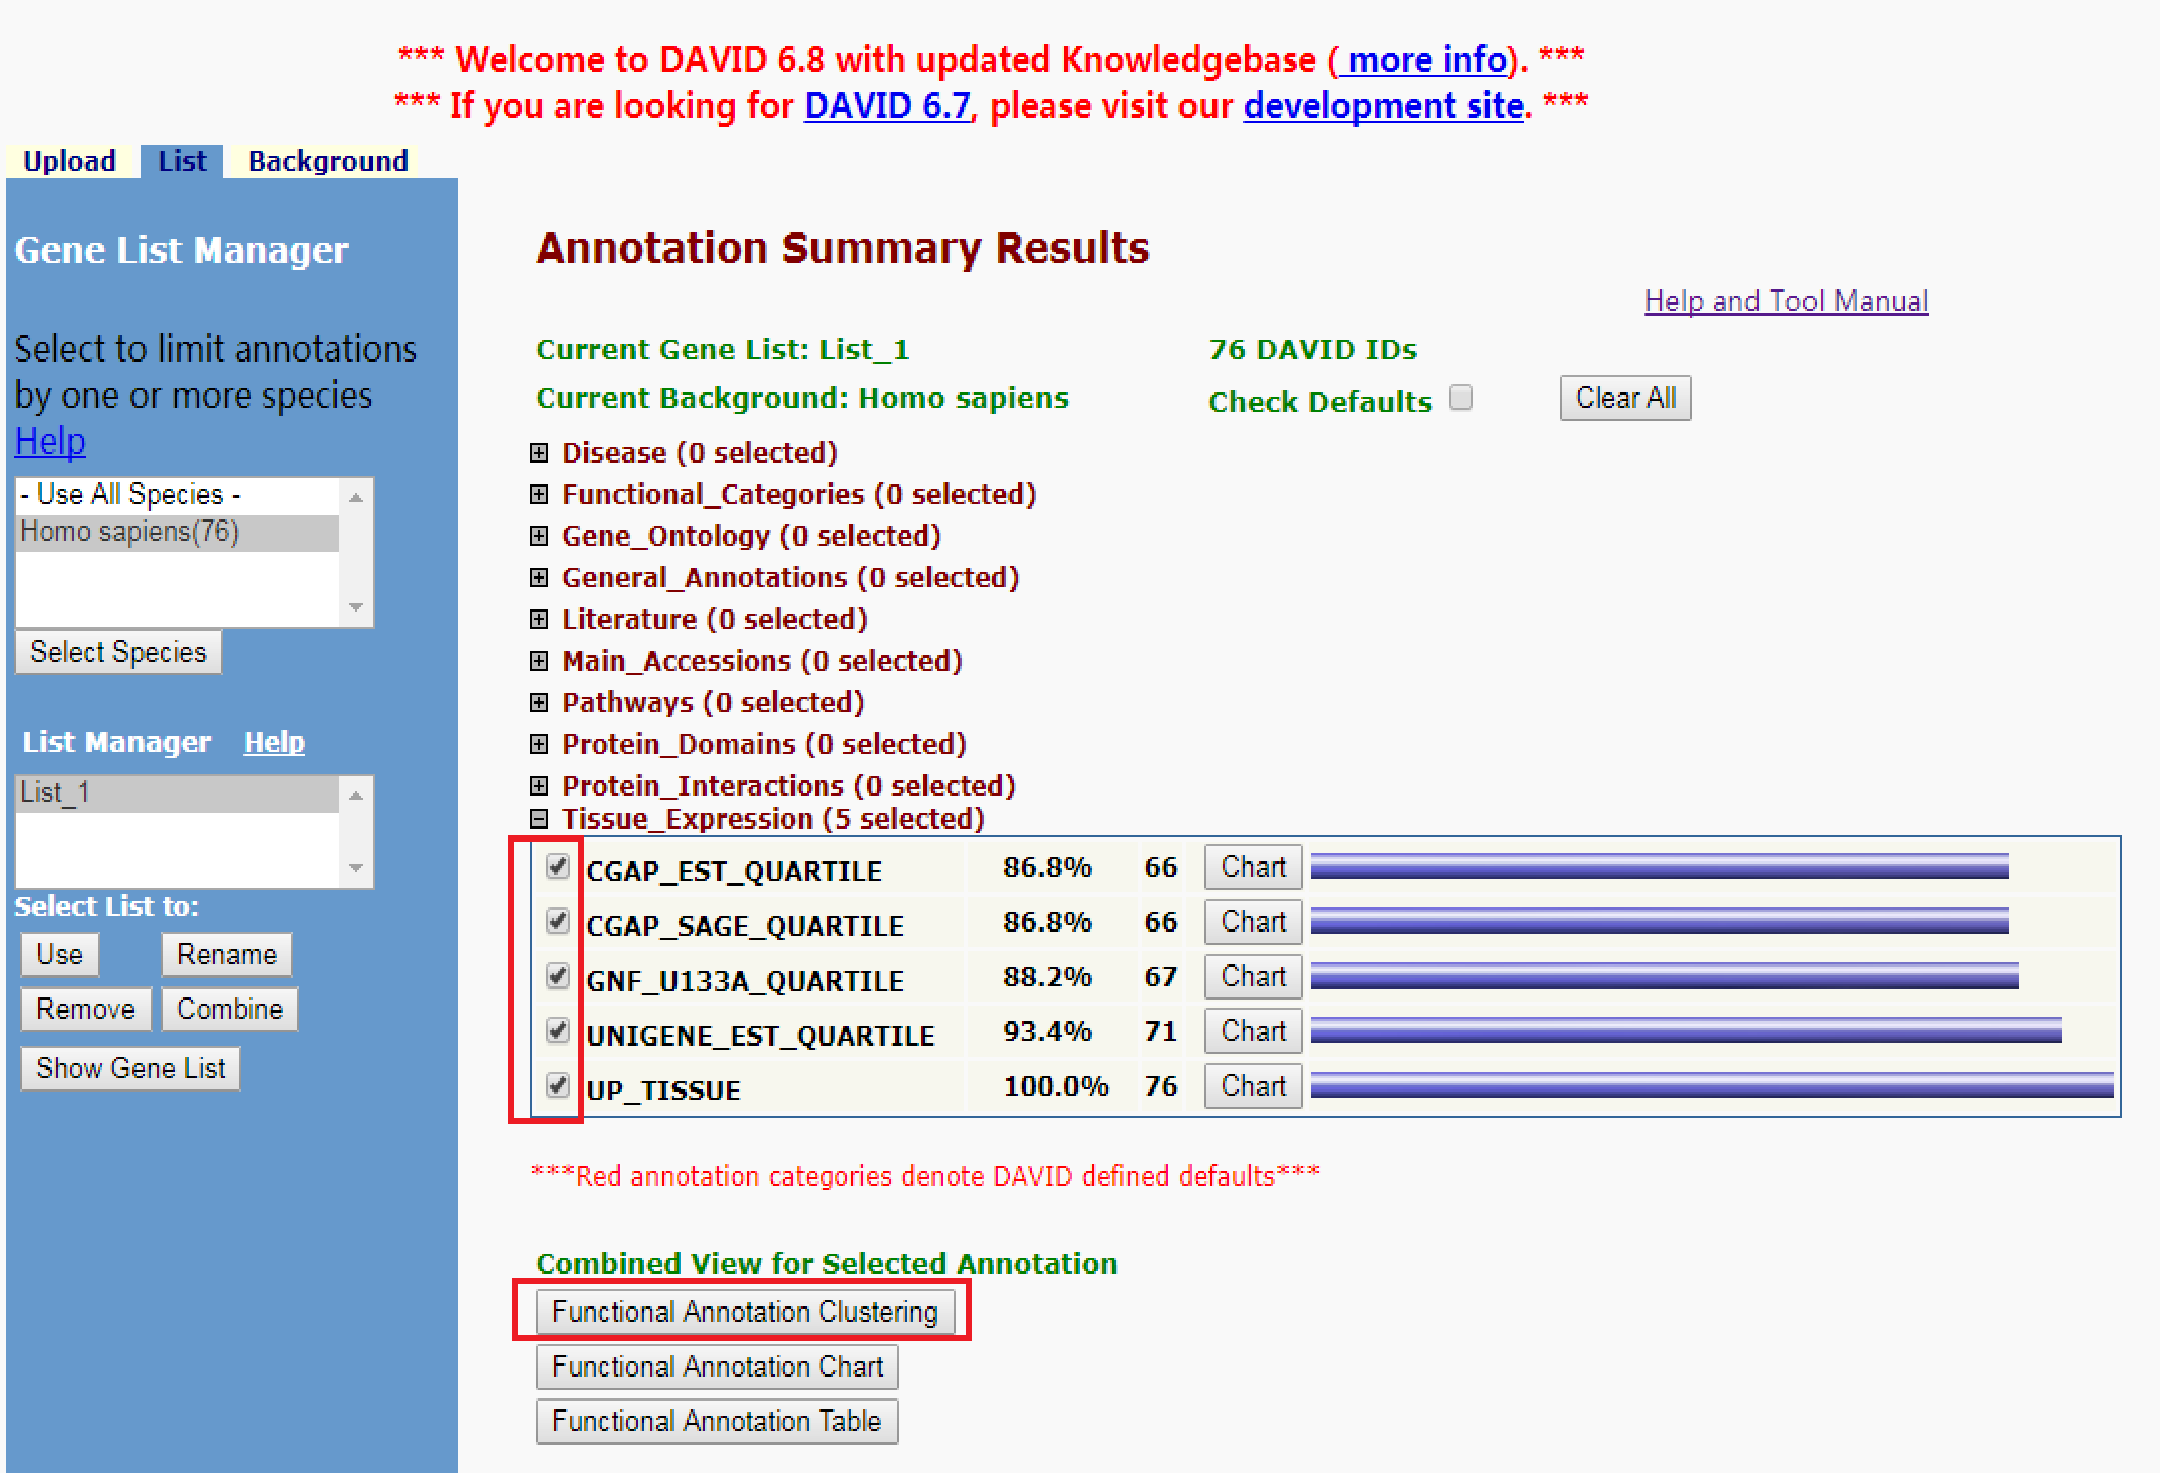 *** Welcome to DAVID 6.8 with updated Knowledgebase ( more info). ***
*** If you are looking for DAVID 6.7, please visit our development site. ***
Upload List Background
Gene List Manager
Select to limit annotations
by one or more species
Help
- Use All Species -
Homo sapiens(76)
Select Species
List Manager Help
List_1
Select List to:
Use Rename
Remove Combine
Show Gene List
Annotation Summary Results
Help and Tool Manual
Current Gene List: List_1 76 DAVID IDs
Current Background: Homo sapiens Check Defaults Clear All
Disease (0 selected)
Functional_Categories (0 selected)
Gene_Ontology (0 selected)
General_Annotations (0 selected)
Literature (0 selected)
Main_Accessions (0 selected)
Pathways (0 selected)
Protein_Domains (0 selected)
Protein_Interactions (0 selected)
Tissue_Expression (5 selected)
CGAP_EST_QUARTILE 86.8% 66 Chart
CGAP_SAGE_QUARTILE 86.8% 66 Chart
GNF_U133A_QUARTILE 88.2% 67 Chart
UNIGENE_EST_QUARTILE 93.4% 71 Chart
UP_TISSUE 100.0% 76 Chart
***Red annotation categories denote DAVID defined defaults***
Combined View for Selected Annotation
Functional Annotation Clustering
Functional Annotation Chart
Functional Annotation Table